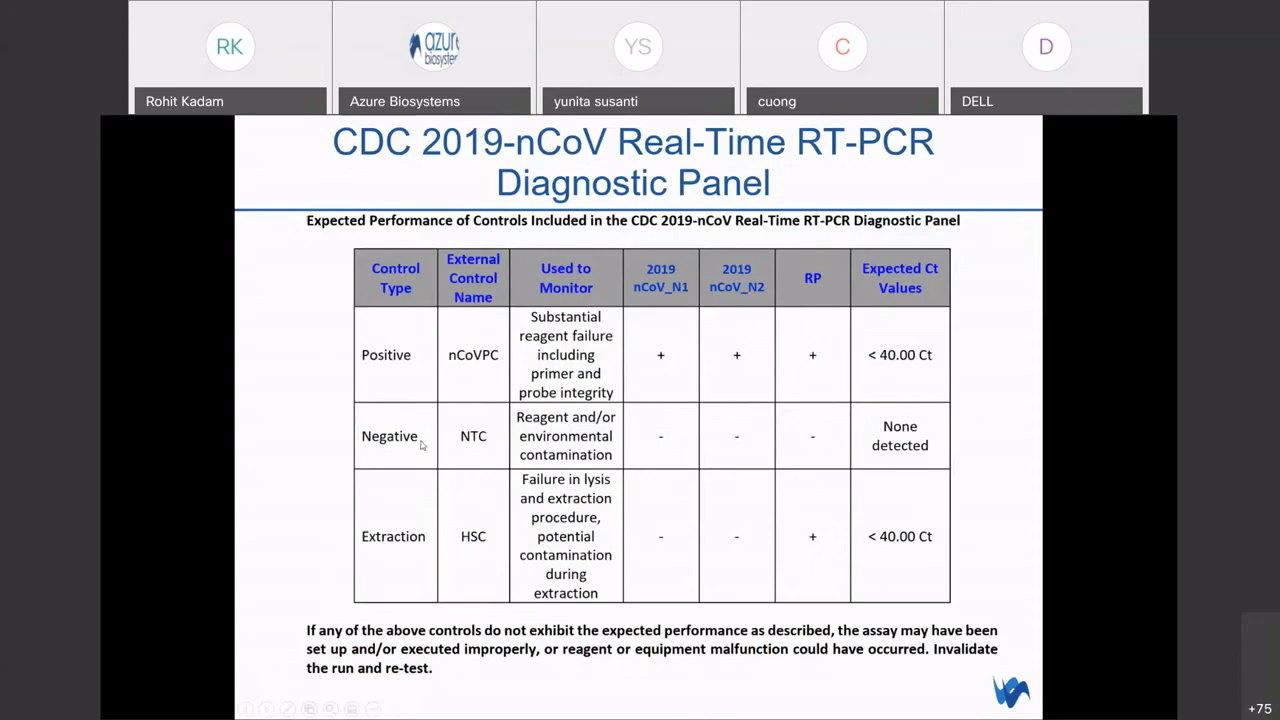 RK
azure
biosystems
YS
C
D
Rohit Kadam
Azure Biosystems
yunita susanti
cuong
DELL
CDC 2019-nCoV Real-Time RT-PCR
Diagnostic Panel
Expected Performance of Controls Included in the CDC 2019-nCoV Real-Time RT-PCR Diagnostic Panel
Control
Type
External
Control
Name
Used to
Monitor
2019
nCoV_N1
2019
nCoV_N2
RP
Expected Ct
Values
Positive
nCoVPC
Substantial
reagent failure
including
primer and
probe integrity
+
+
+
< 40.00 Ct
Negative
NTC
Reagent and/or
environmental
contamination
-
-
-
None
detected
Extraction
HSC
Failure in lysis
and extraction
procedure,
potential
contamination
during
extraction
-
-
+
< 40.00 Ct
If any of the above controls do not exhibit the expected performance as described, the assay may have been
set up and/or executed improperly, or reagent or equipment malfunction could have occurred. Invalidate
the run and re-test.
+75